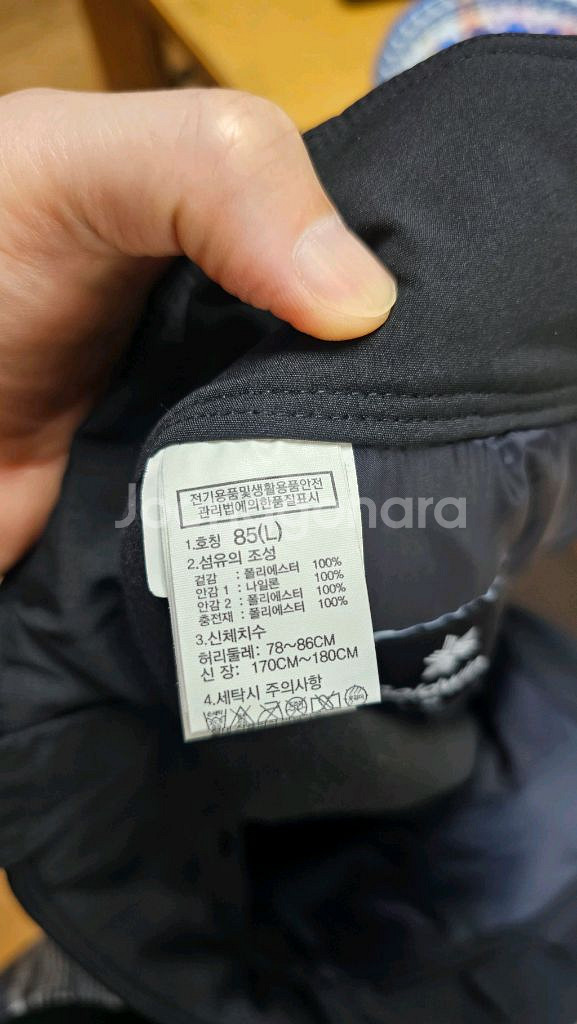 전기용품및생활용품안전
관리법에의한품질표시
1.호칭 85(L)
2.섬유의 조성
겉감 : 폴리에스터 100%
안감 1 : 나일론 100%
안감 2 : 폴리에스터 100%
충전재 : 폴리에스터 100%
3.신체치수
허리둘레: 78~86CM
신 장: 170CM~180CM
4.세탁시 주의사항
Joonggonara